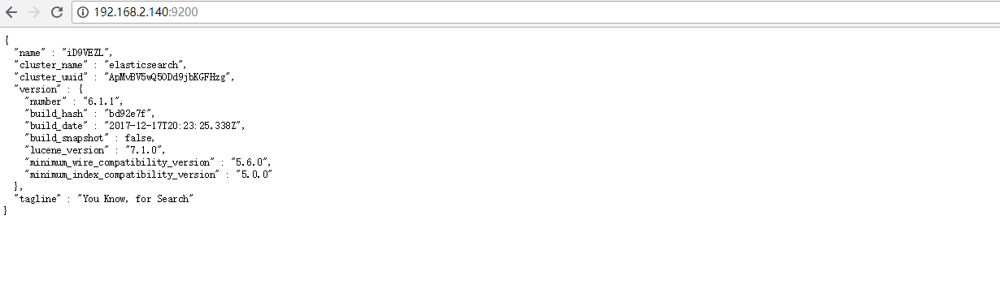 192.168.2.140:9200
{
  "name" : "iD9VEZL",
  "cluster_name" : "elasticsearch",
  "cluster_uuid" : "ApMvBV5wQ5ODd9jbKGFHzg",
  "version" : {
    "number" : "6.1.1",
    "build_hash" : "bd92e7f",
    "build_date" : "2017-12-17T20:23:25.338Z",
    "build_snapshot" : false,
    "lucene_version" : "7.1.0",
    "minimum_wire_compatibility_version" : "5.6.0",
    "minimum_index_compatibility_version" : "5.0.0"
  },
  "tagline" : "You Know, for Search"
}